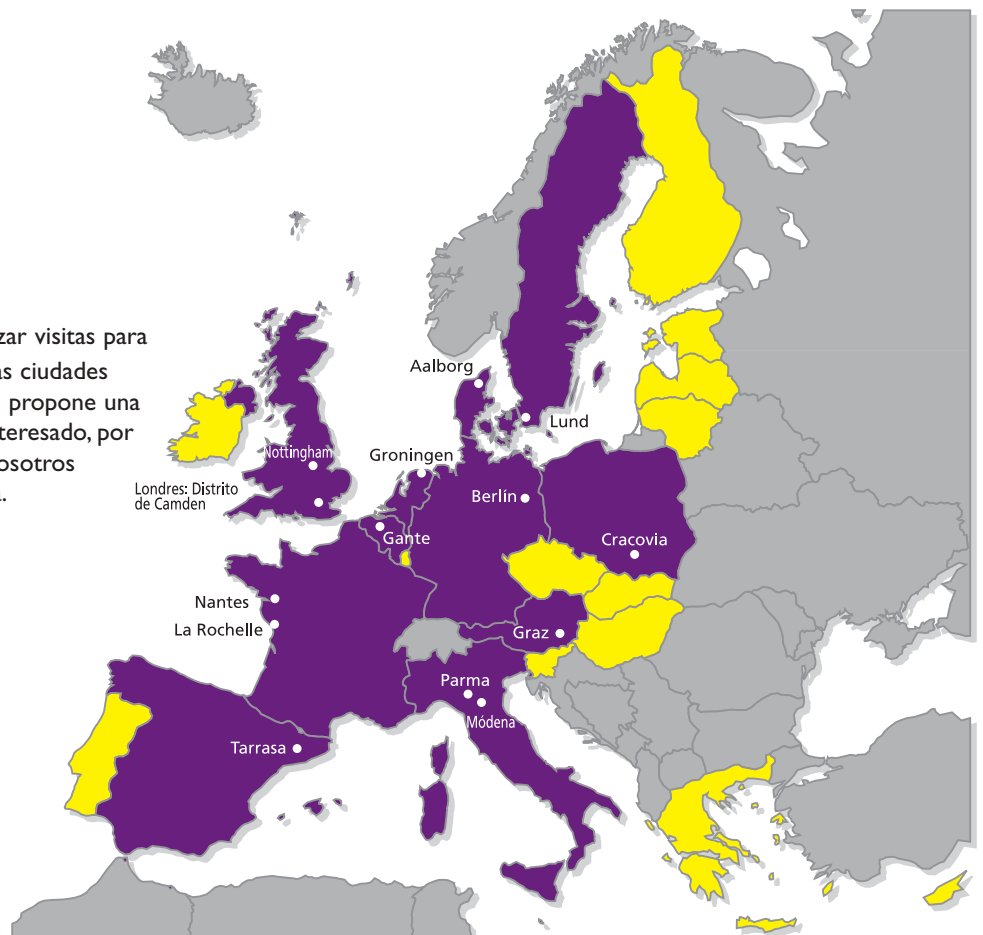 zar visitas para
as ciudades
propone una
teresado, por
osotros
.
Aalborg
Lund
Nottingham
Groningen
Londres: Distrito
de Camden
Berlín
Gante
Cracovia
Nantes
La Rochelle
Graz
Parma
Módena
Tarrasa